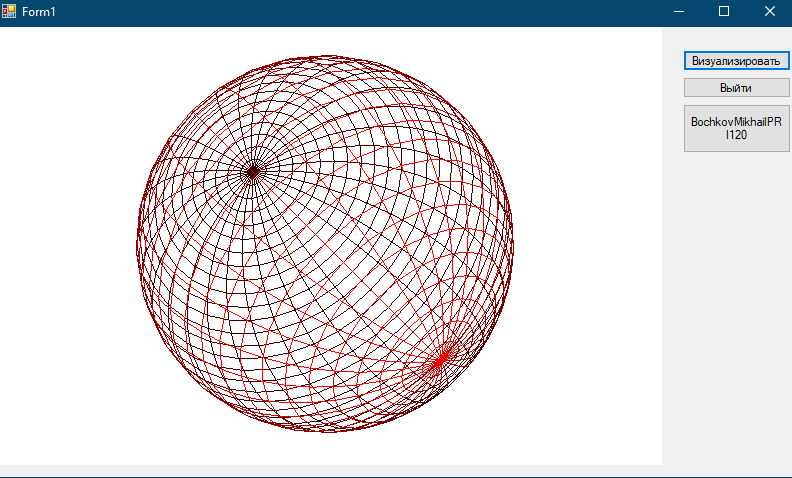 Form1
Визуализировать
Выйти
BochkovMikhailPR
I120